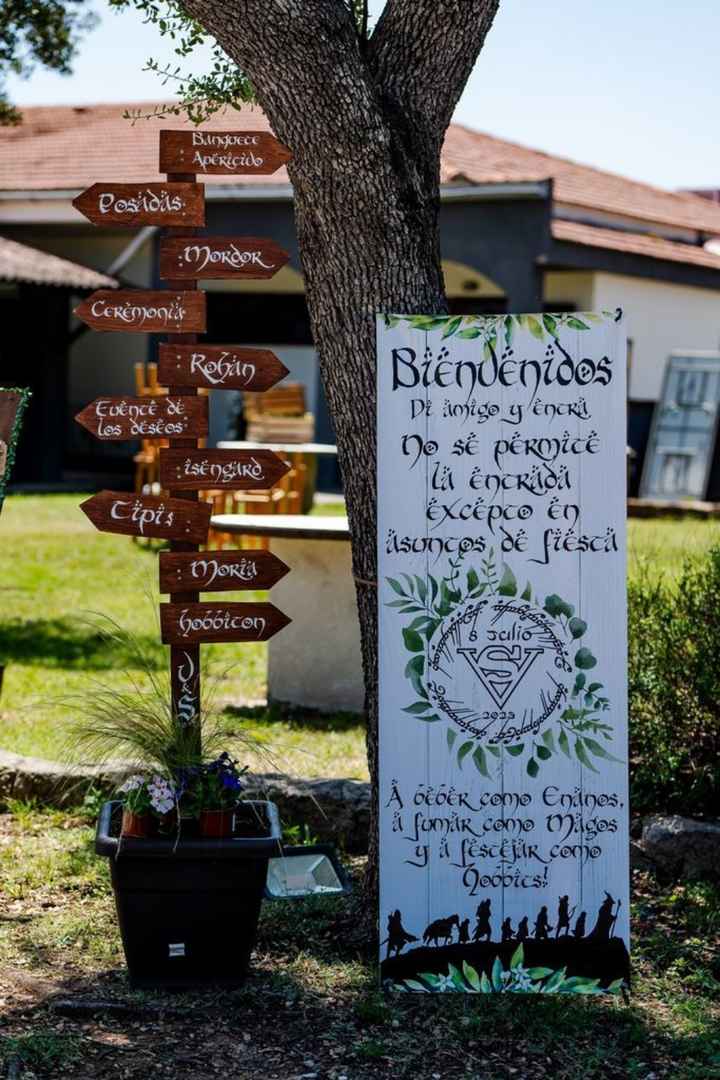 Banquete
Aperitivo
Posadas
Mordor
Ceremonia
Rohan
Fuente de
los deseos
Isengard
Tipis
Moria
Hobbiton
V&S
Bienvenidos
Di amigo y entra
No se permite
la entrada
excepto en
asuntos de fiesta
8 Julio
VS
2023
A beber como Enanos,
a fumar como Magos
y a festejar como
Hobbits!